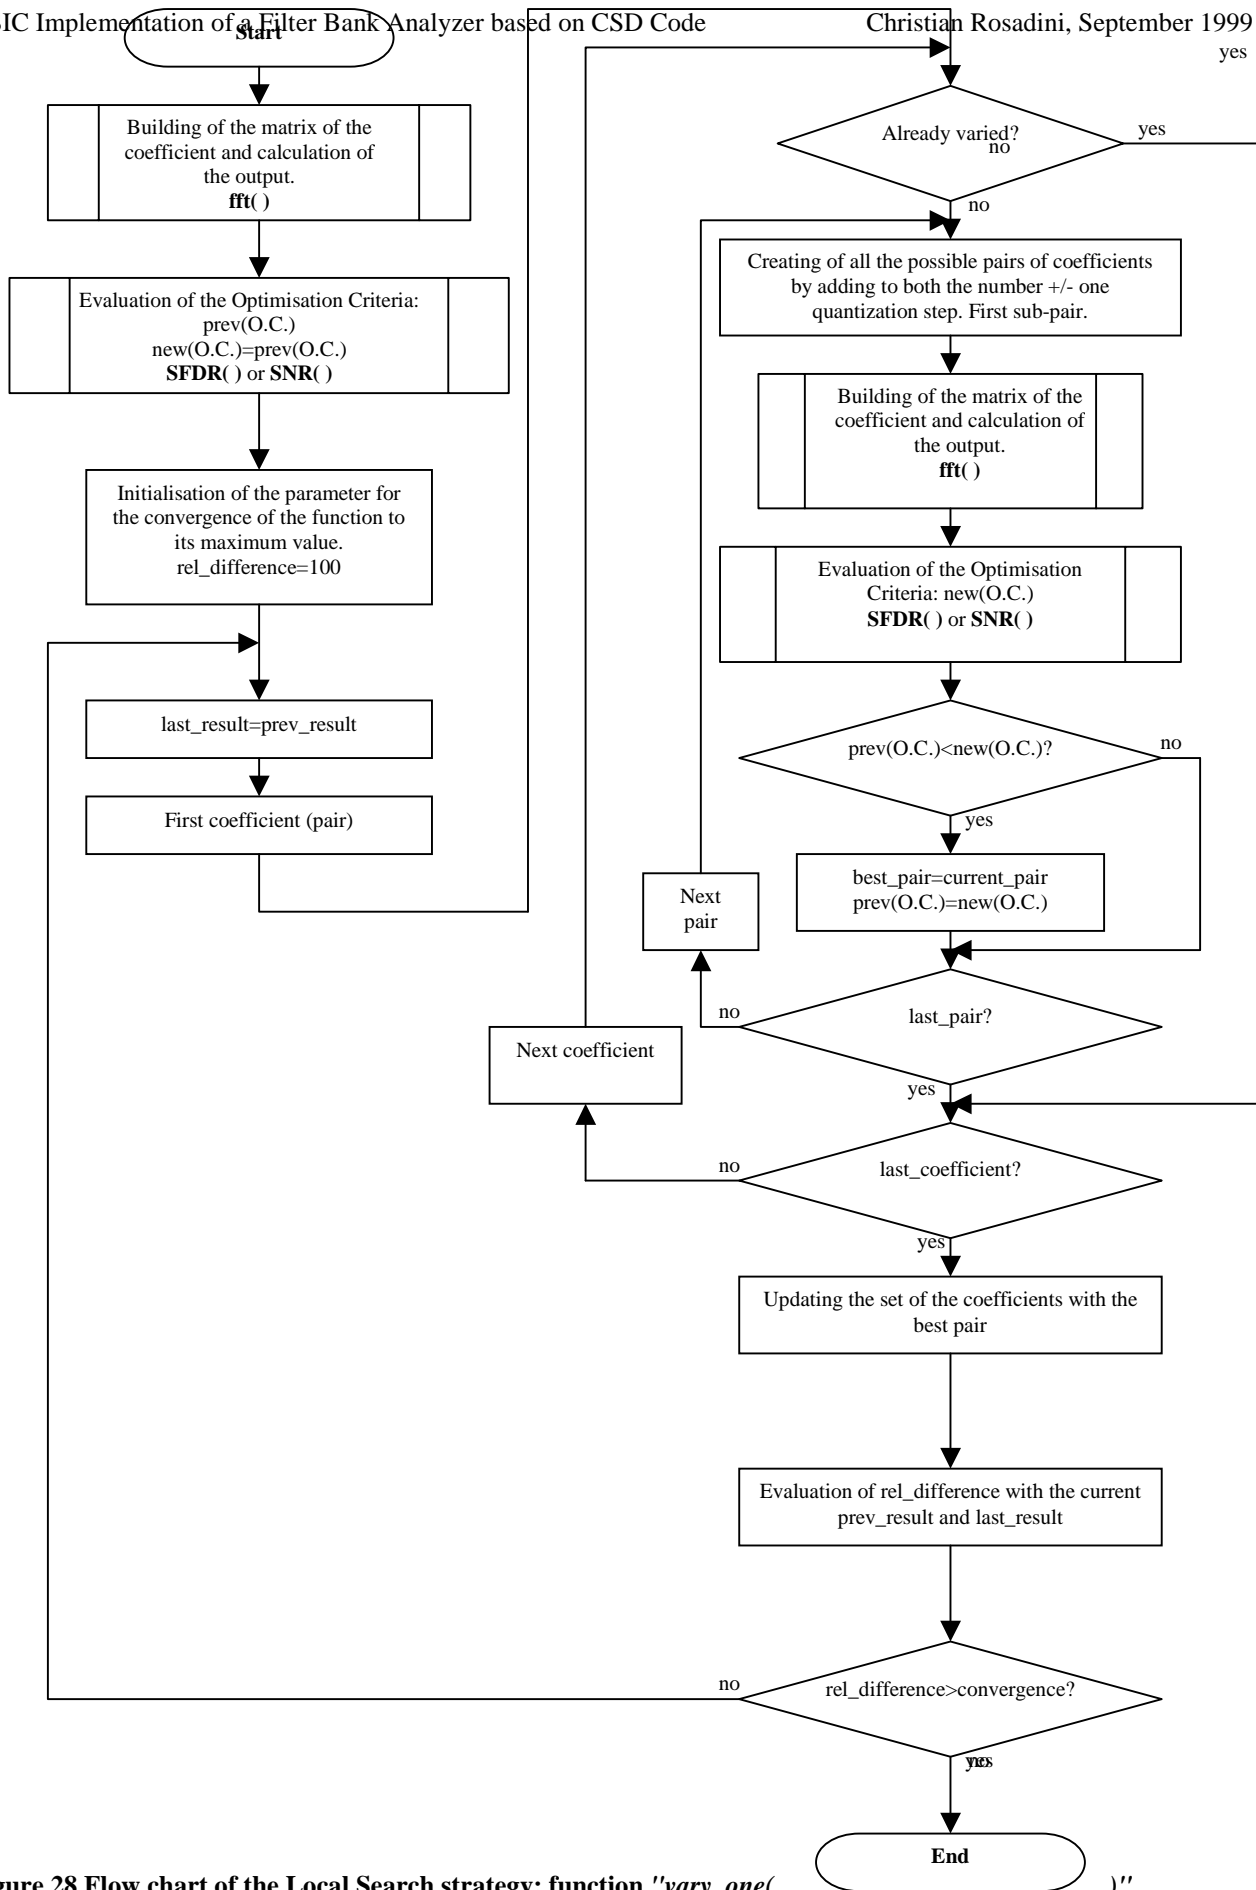 SIC Implementation of a Filter Bank Analyzer based on CSD Code
Christian Rosadini, September 1999
Start
Building of the matrix of the
coefficient and calculation of
the output.
fft( )
Evaluation of the Optimisation Criteria:
prev(O.C.)
new(O.C.)=prev(O.C.)
SFDR( ) or SNR( )
Initialisation of the parameter for
the convergence of the function to
its maximum value.
rel_difference=100
last_result=prev_result
First coefficient (pair)
yes
Already varied?
no
yes
no
Creating of all the possible pairs of coefficients
by adding to both the number +/- one
quantization step. First sub-pair.
Building of the matrix of the
coefficient and calculation of
the output.
fft( )
Evaluation of the Optimisation
Criteria: new(O.C.)
SFDR( ) or SNR( )
prev(O.C.)<new(O.C.)?
no
yes
best_pair=current_pair
prev(O.C.)=new(O.C.)
Next
pair
last_pair?
no
yes
Next coefficient
last_coefficient?
no
yes
Updating the set of the coefficients with the
best pair
Evaluation of rel_difference with the current
prev_result and last_result
rel_difference>convergence?
no
End
gure 28 Flow chart of the Local Search strategy: function "vary_one( )"